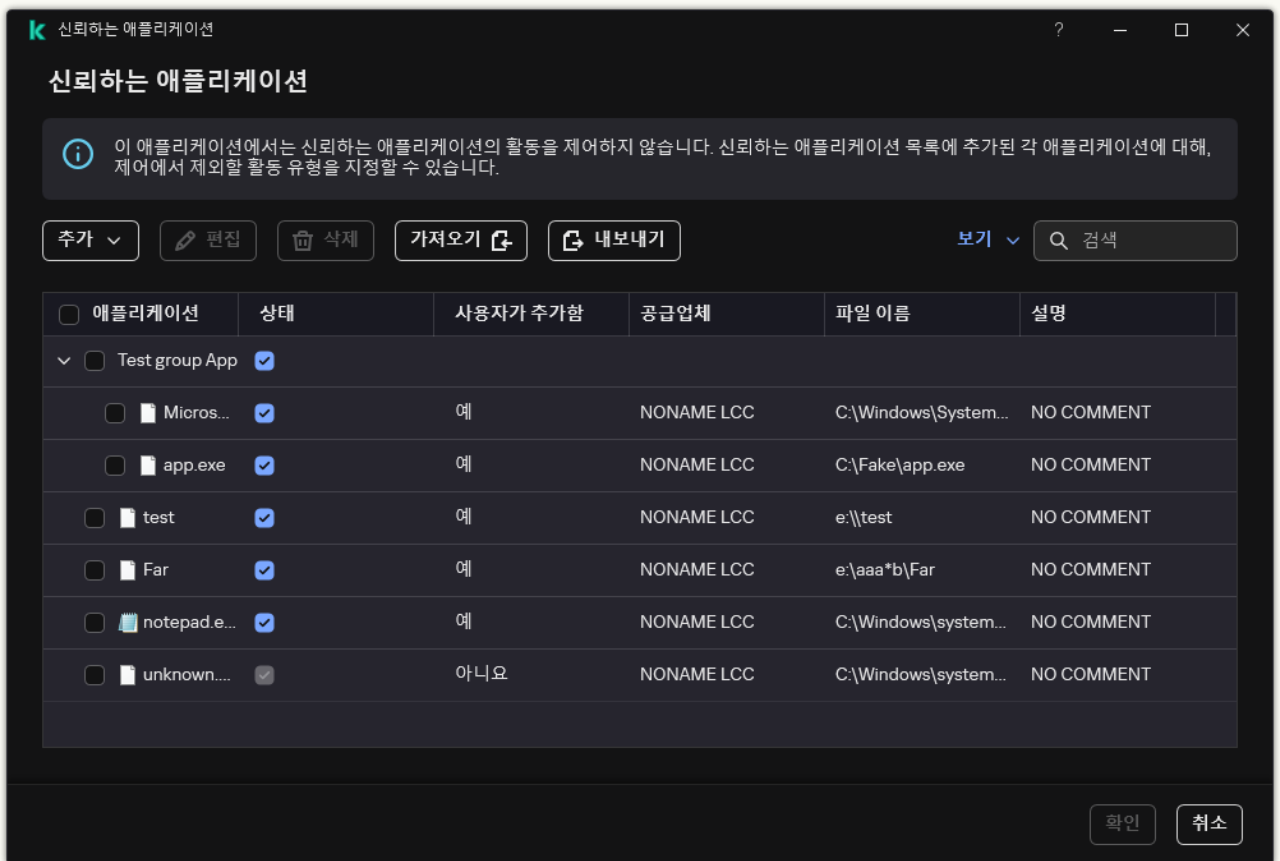 신뢰하는 애플리케이션
?
신뢰하는 애플리케이션
이 애플리케이션에서는 신뢰하는 애플리케이션의 활동을 제어하지 않습니다. 신뢰하는 애플리케이션 목록에 추가된 각 애플리케이션에 대해,
제어에서 제외할 활동 유형을 지정할 수 있습니다.
추가 편집 삭제 가져오기 내보내기 보기 검색
애플리케이션 상태 사용자가 추가함 공급업체 파일 이름 설명
Test group App
Micros... 예 NONAME LCC C:\Windows\System... NO COMMENT
app.exe 예 NONAME LCC C:\Fake\app.exe NO COMMENT
test 예 NONAME LCC e:\\test NO COMMENT
Far 예 NONAME LCC e:\aaa*b\Far NO COMMENT
notepad.e... 예 NONAME LCC C:\Windows\system... NO COMMENT
unknown.... 아니요 NONAME LCC C:\Windows\system... NO COMMENT
확인 취소